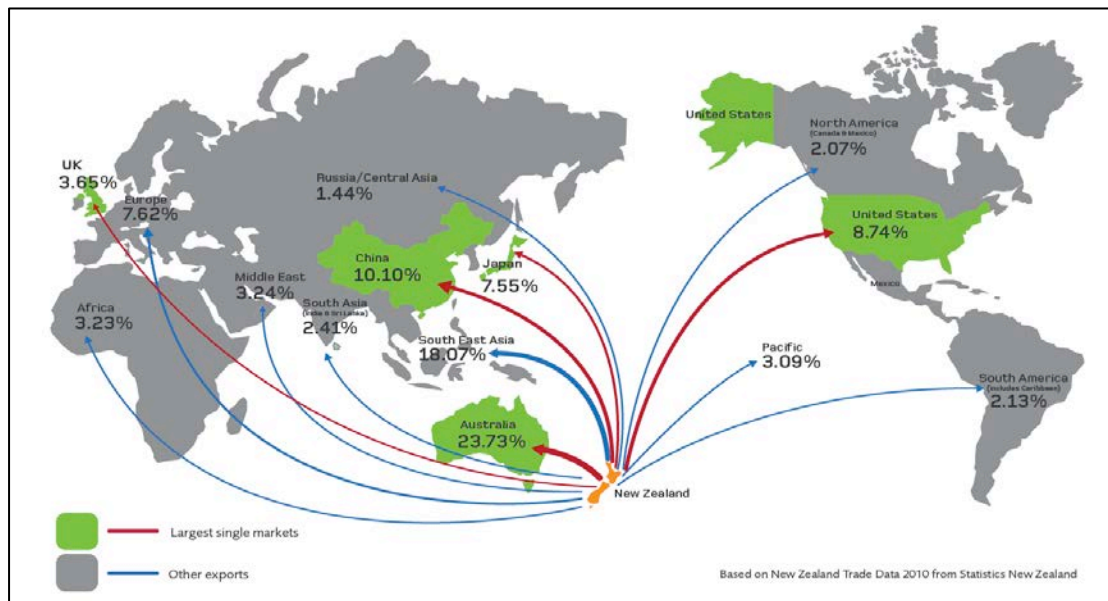 United States
North America
(Canada & Mexico)
2.07%
UK
3.65%
Russia/Central Asia
1.44%
Europe
7.62%
United States
8.74%
China
10.10%
Japan
7.55%
Middle East
3.24%
Mexico
Africa
3.23%
South Asia
(India & Sri Lanka)
2.41%
South East Asia
18.07%
Pacific
3.09%
South America
(includes Caribbean)
2.13%
Australia
23.73%
New Zealand
Largest single markets
Other exports
Based on New Zealand Trade Data 2010 from Statistics New Zealand